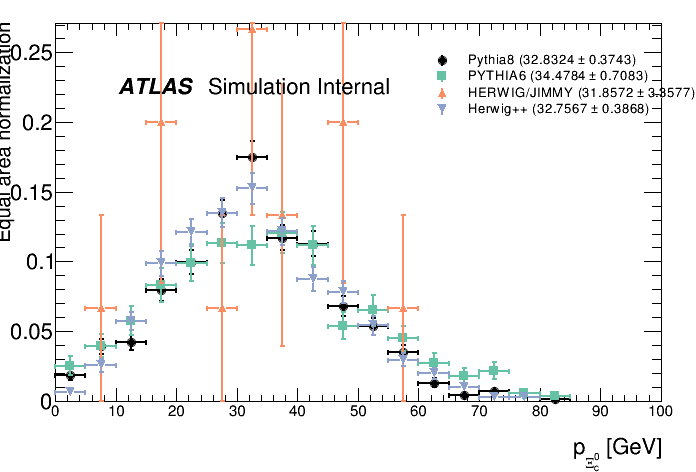 Equal area normalization
0.25
0.2
0.15
0.1
0.05
0
ATLAS Simulation Internal
Pythia8 (32.8324 ± 0.3743)
PYTHIA6 (34.4784 ± 0.7083)
HERWIG/JIMMY (31.8572 ± 3.3577)
Herwig++ (32.7567 ± 0.3868)
0 10 20 30 40 50 60 70 80 90 100
p_{Ξ_c^0} [GeV]